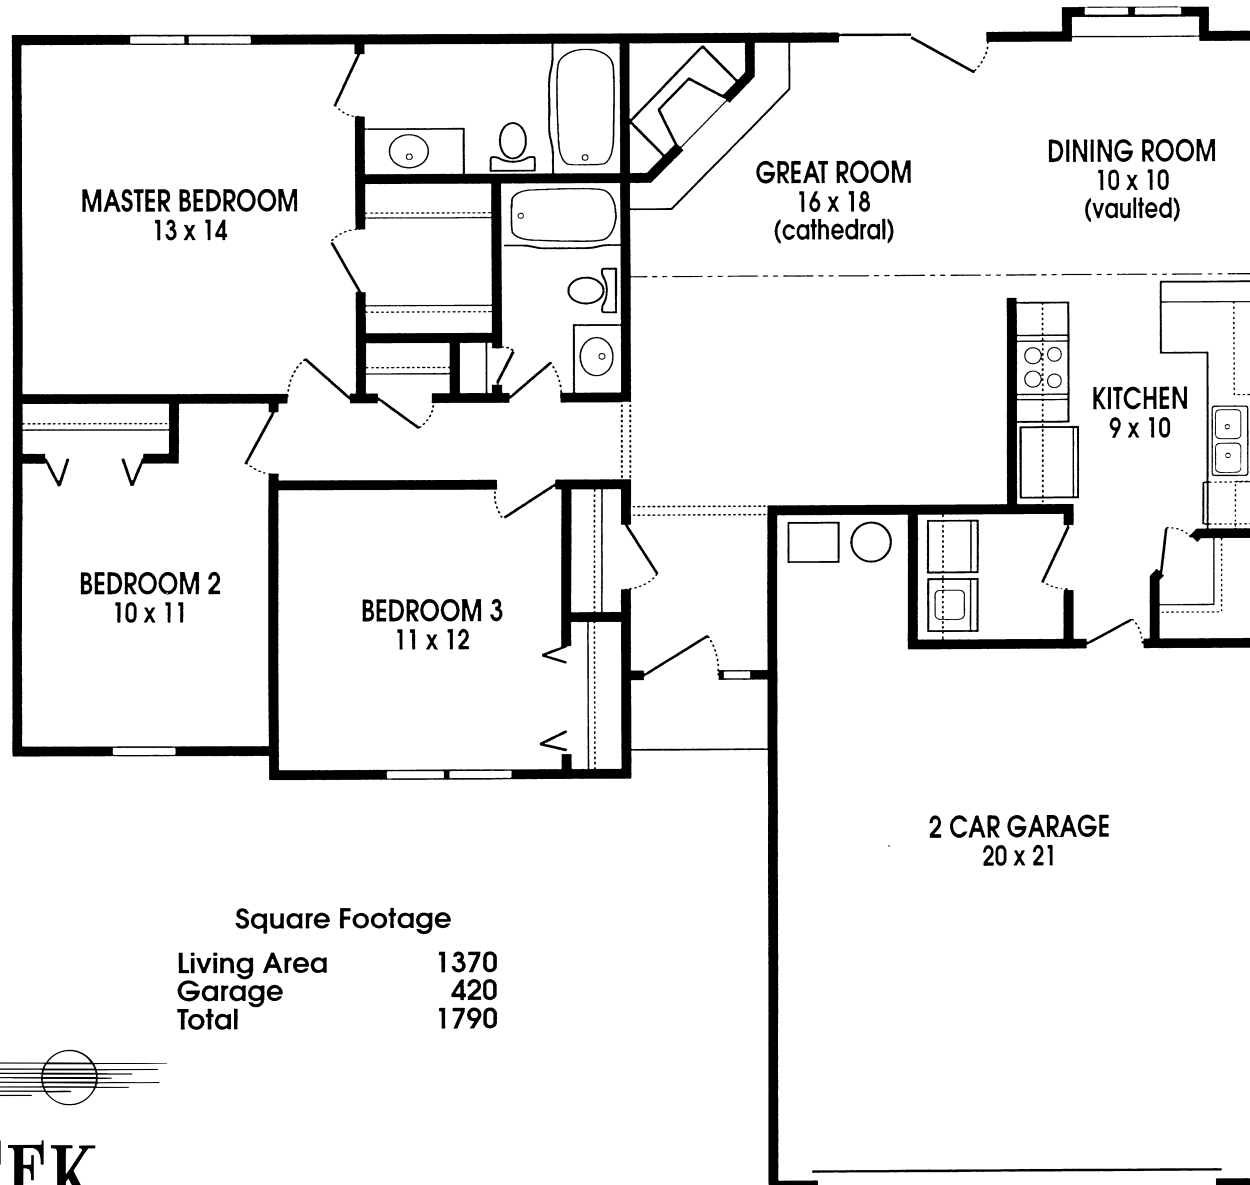 MASTER BEDROOM
13 x 14
GREAT ROOM
16 x 18
(cathedral)
DINING ROOM
10 x 10
(vaulted)
KITCHEN
9 x 10
BEDROOM 2
10 x 11
BEDROOM 3
11 x 12
2 CAR GARAGE
20 x 21
Square Footage
Living Area 1370
Garage 420
Total 1790